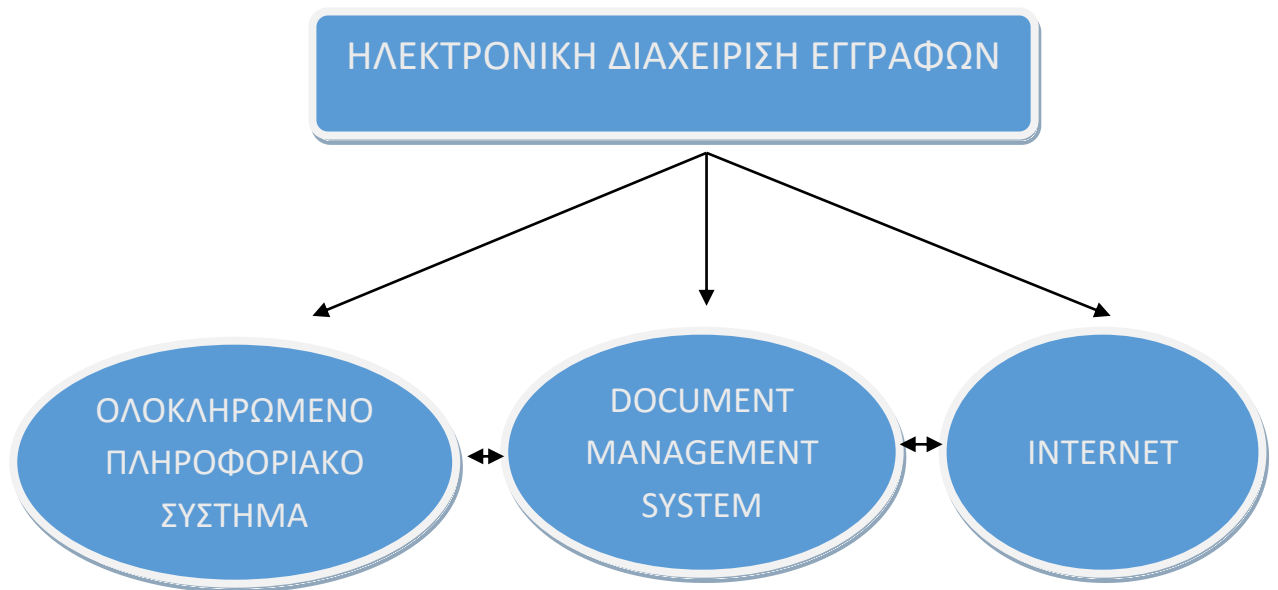 ΗΛΕΚΤΡΟΝΙΚΗ ΔΙΑΧΕΙΡΙΣΗ ΕΓΓΡΑΦΩΝ
ΟΛΟΚΛΗΡΩΜΕΝΟ
ΠΛΗΡΟΦΟΡΙΑΚΟ
ΣΥΣΤΗΜΑ
DOCUMENT
MANAGEMENT
SYSTEM
INTERNET